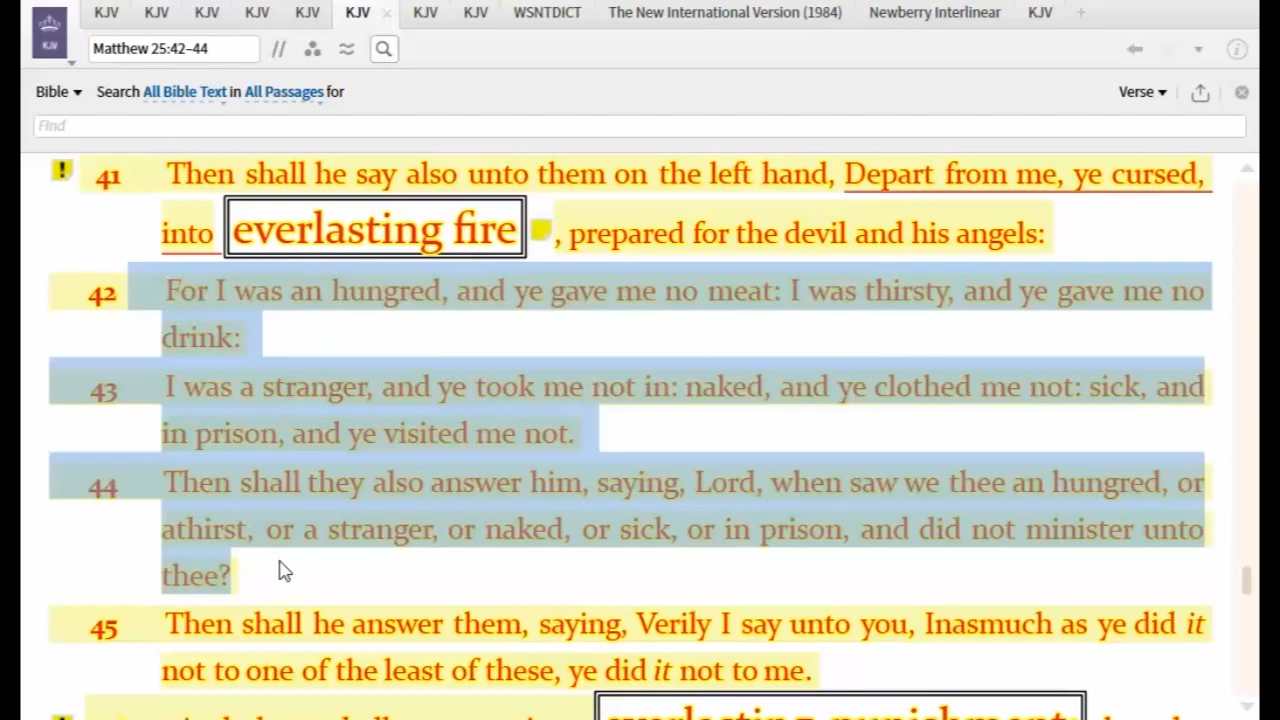 KJV KJV KJV KJV KJV KJV KJV KJV WSNTDICT The New International Version (1984) Newberry Interlinear KJV
KJV
Matthew 25:42–44
Bible Search All Bible Text in All Passages for Verse
Find
41 Then shall he say also unto them on the left hand, Depart from me, ye cursed,
into everlasting fire , prepared for the devil and his angels:
42 For I was an hungred, and ye gave me no meat: I was thirsty, and ye gave me no
drink:
43 I was a stranger, and ye took me not in: naked, and ye clothed me not: sick, and
in prison, and ye visited me not.
44 Then shall they also answer him, saying, Lord, when saw we thee an hungred, or
athirst, or a stranger, or naked, or sick, or in prison, and did not minister unto
thee?
45 Then shall he answer them, saying, Verily I say unto you, Inasmuch as ye did it
not to one of the least of these, ye did it not to me.
everlasting punishment